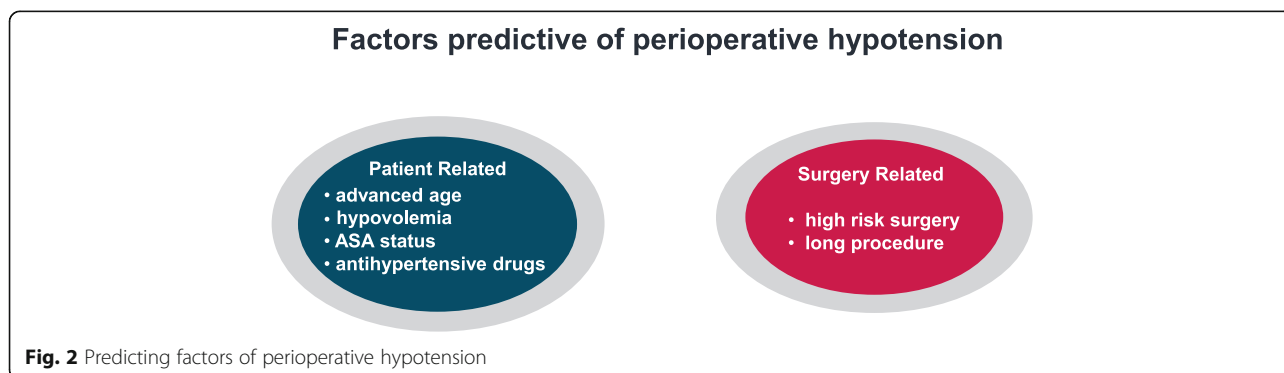 Factors predictive of perioperative hypotension
Patient Related
• advanced age
• hypovolemia
• ASA status
• antihypertensive drugs
Surgery Related
• high risk surgery
• long procedure
Fig. 2 Predicting factors of perioperative hypotension